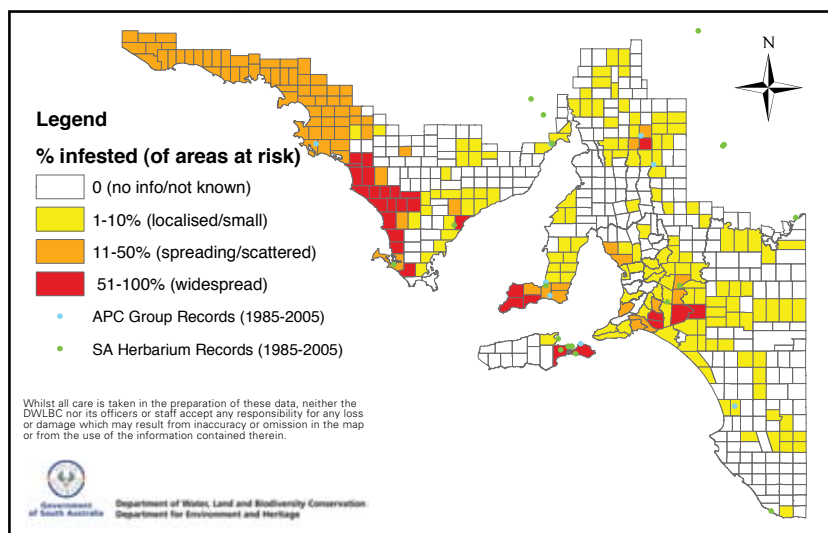 N
Legend
% infested (of areas at risk)
0 (no info/not known)
1-10% (localised/small)
11-50% (spreading/scattered)
51-100% (widespread)
APC Group Records (1985-2005)
SA Herbarium Records (1985-2005)
Whilst all care is taken in the preparation of these data, neither the
DWLBC nor its officers or staff accept any responsibility for any loss
or damage which may result from inaccuracy or omission in the map
or from the use of the information contained therein.
Government
of South Australia
Department of Water, Land and Biodiversity Conservation
Department for Environment and Heritage